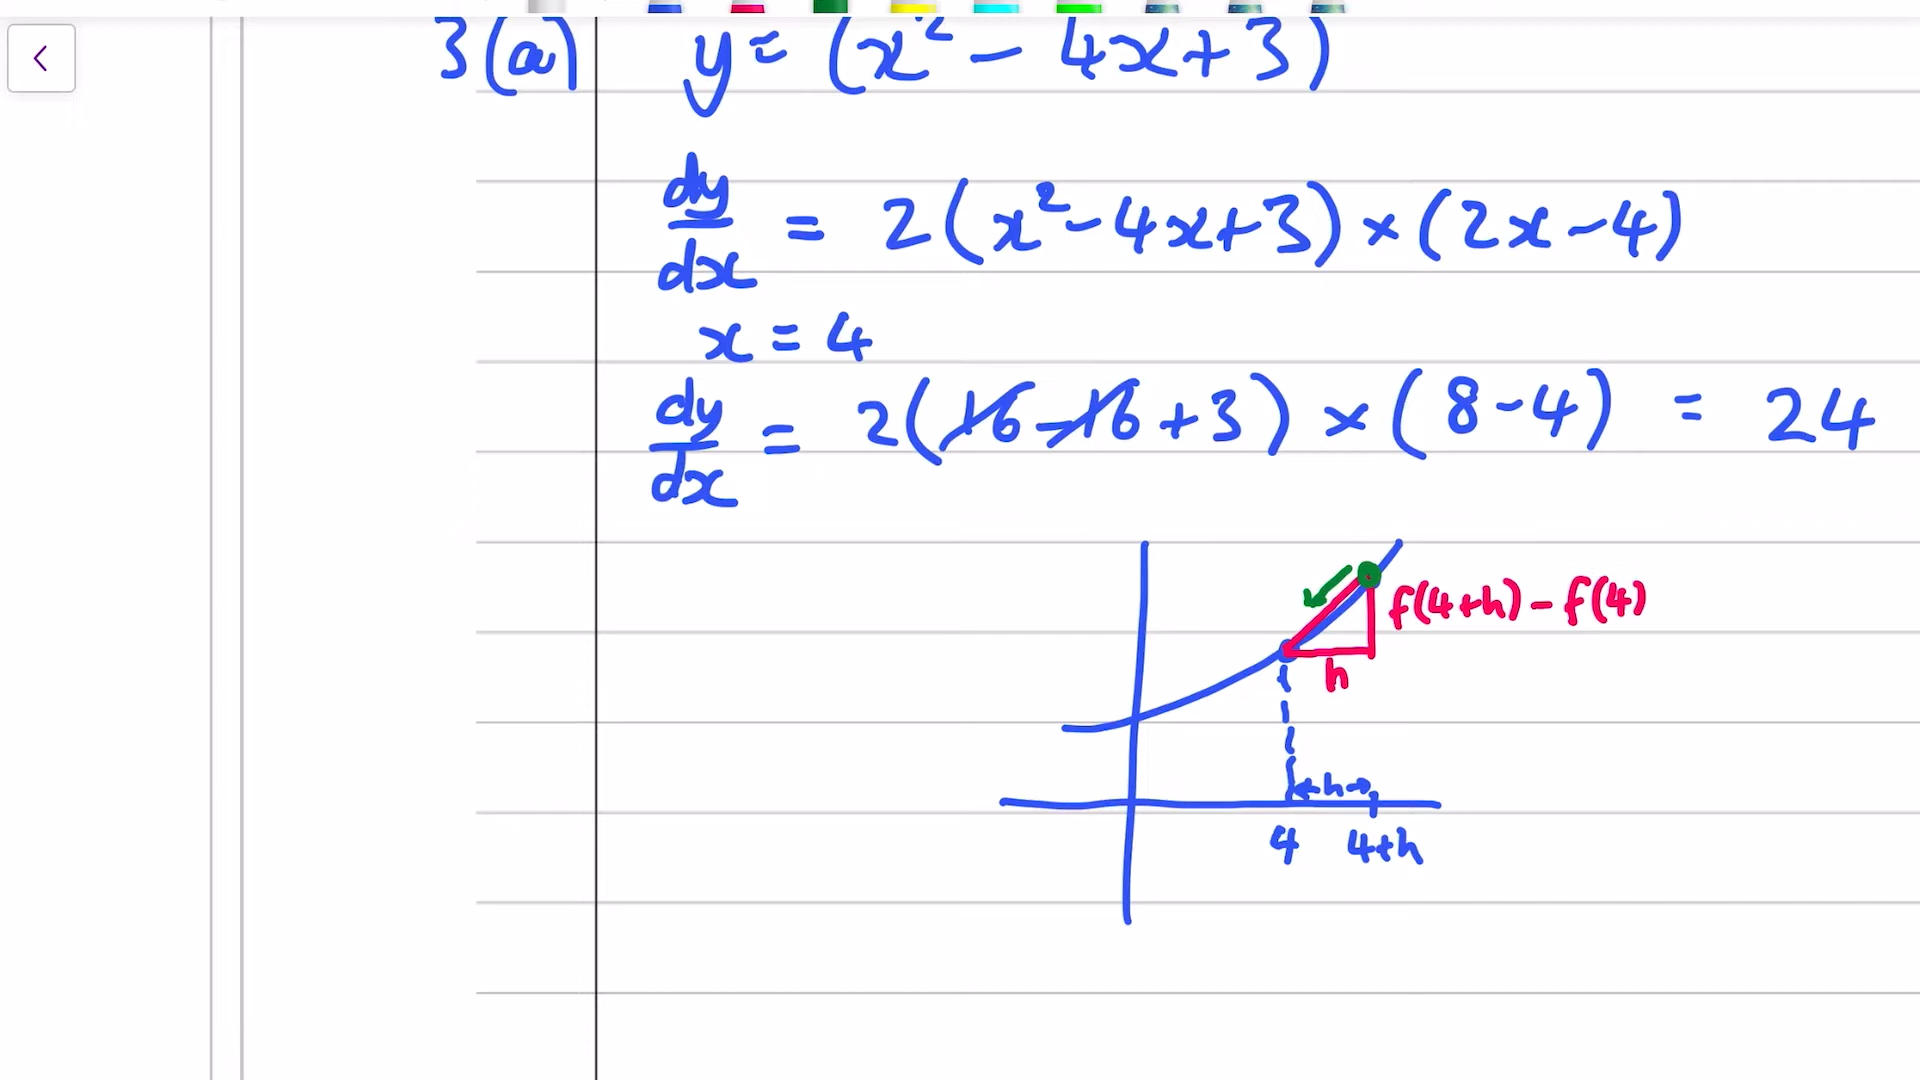 3(a) y = (x² - 4x + 3)
dy/dx = 2(x² - 4x + 3) × (2x - 4)
x = 4
dy/dx = 2(16 - 16 + 3) × (8 - 4) = 24
f(4+h) - f(4)
h
h
4 4+h